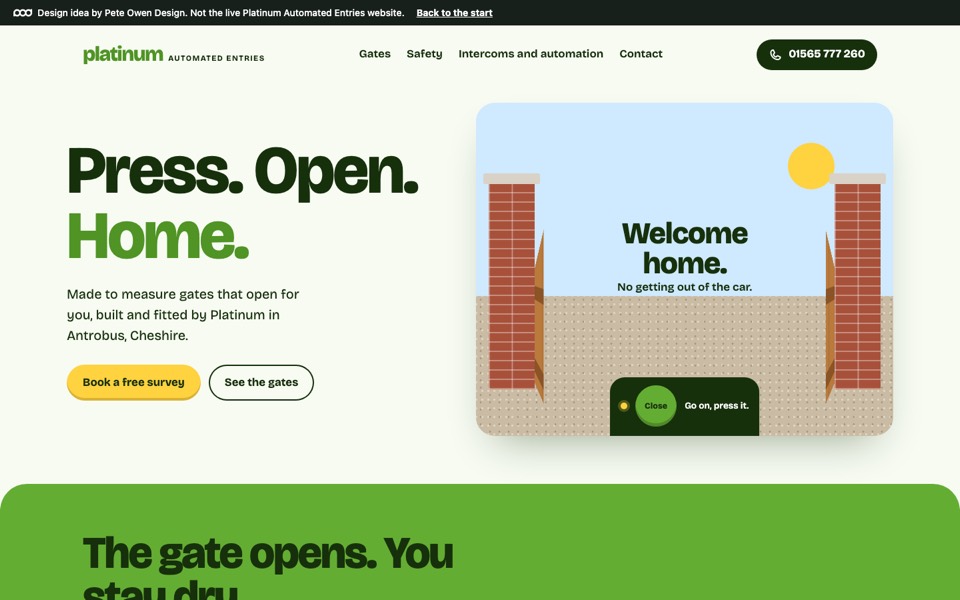 Design idea by Pete Owen Design. Not the live Platinum Automated Entries website. Back to the start
platinum AUTOMATED ENTRIES
Gates Safety Intercoms and automation Contact
01565 777 260
Press. Open.
Home.
Made to measure gates that open for
you, built and fitted by Platinum in
Antrobus, Cheshire.
Book a free survey
See the gates
Welcome
home.
No getting out of the car.
Close
Go on, press it.
The gate opens. You
stay dry.